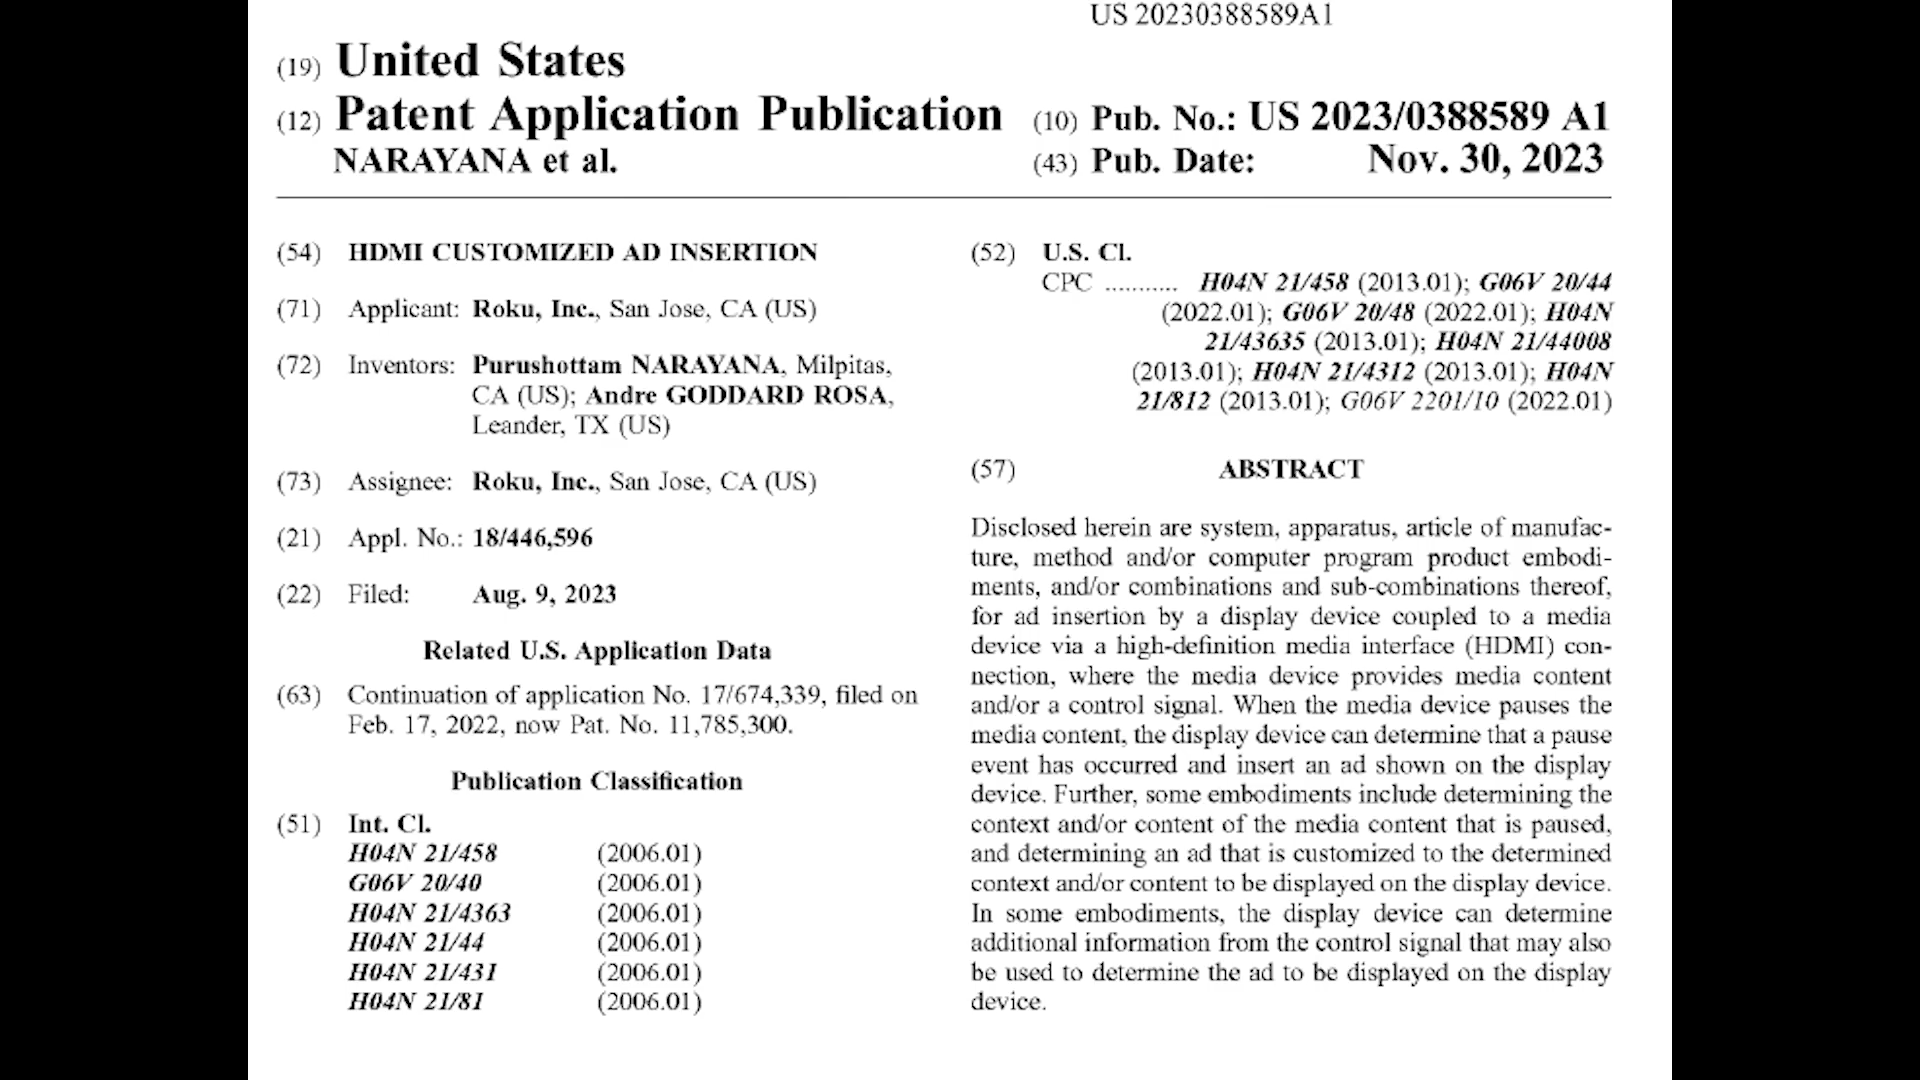 US 20230388589A1
(19) United States
(12) Patent Application Publication
NARAYANA et al.
(10) Pub. No.: US 2023/0388589 A1
(43) Pub. Date: Nov. 30, 2023
(54) HDMI CUSTOMIZED AD INSERTION
(71) Applicant: Roku, Inc., San Jose, CA (US)
(72) Inventors: Purushottam NARAYANA, Milpitas,
CA (US); Andre GODDARD ROSA,
Leander, TX (US)
(73) Assignee: Roku, Inc., San Jose, CA (US)
(21) Appl. No.: 18/446,596
(22) Filed: Aug. 9, 2023
Related U.S. Application Data
(63) Continuation of application No. 17/674,339, filed on
Feb. 17, 2022, now Pat. No. 11,785,300.
Publication Classification
(51) Int. Cl.
H04N 21/458 (2006.01)
G06V 20/40 (2006.01)
H04N 21/4363 (2006.01)
H04N 21/44 (2006.01)
H04N 21/431 (2006.01)
H04N 21/81 (2006.01)
(52) U.S. Cl.
CPC ........... H04N 21/458 (2013.01); G06V 20/44
(2022.01); G06V 20/48 (2022.01); H04N
21/43635 (2013.01); H04N 21/44008
(2013.01); H04N 21/4312 (2013.01); H04N
21/812 (2013.01); G06V 2201/10 (2022.01)
(57) ABSTRACT
Disclosed herein are system, apparatus, article of manufac-
ture, method and/or computer program product embodi-
ments, and/or combinations and sub-combinations thereof,
for ad insertion by a display device coupled to a media
device via a high-definition media interface (HDMI) con-
nection, where the media device provides media content
and/or a control signal. When the media device pauses the
media content, the display device can determine that a pause
event has occurred and insert an ad shown on the display
device. Further, some embodiments include determining the
context and/or content of the media content that is paused,
and determining an ad that is customized to the determined
context and/or content to be displayed on the display device.
In some embodiments, the display device can determine
additional information from the control signal that may also
be used to determine the ad to be displayed on the display
device.